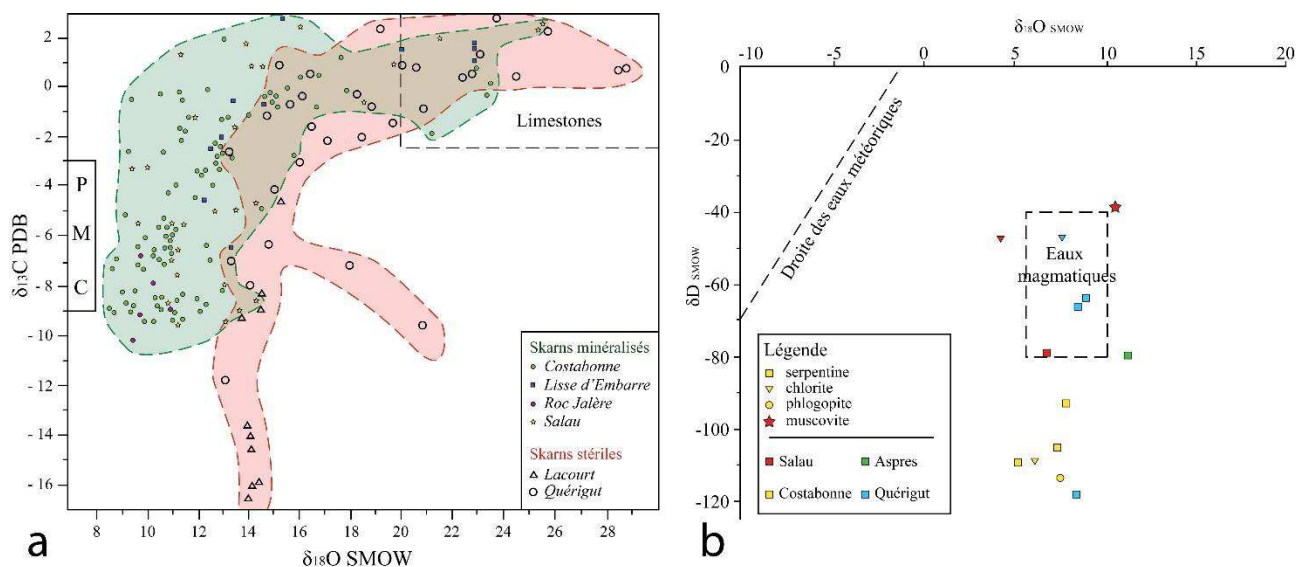 2
0
- 2
- 4
- 6
- 8
- 10
- 12
- 14
- 16
δ13C PDB
P
M
C
Limestones
Skarns minéralisés
Costabonne
Lisse d'Embarre
Roc Jalère
Salau
Skarns stériles
Lacourt
Quérigut
8
10
12
14
16
18
20
22
24
26
28
δ18O SMOW
a
δ18O SMOW
-10
-5
0
5
10
15
20
0
-20
-40
-60
-80
-100
-120
δD SMOW
Droite des eaux météoriques
Eaux
magmatiques
Légende
serpentine
chlorite
phlogopite
muscovite
Salau
Aspres
Costabonne
Quérigut
b